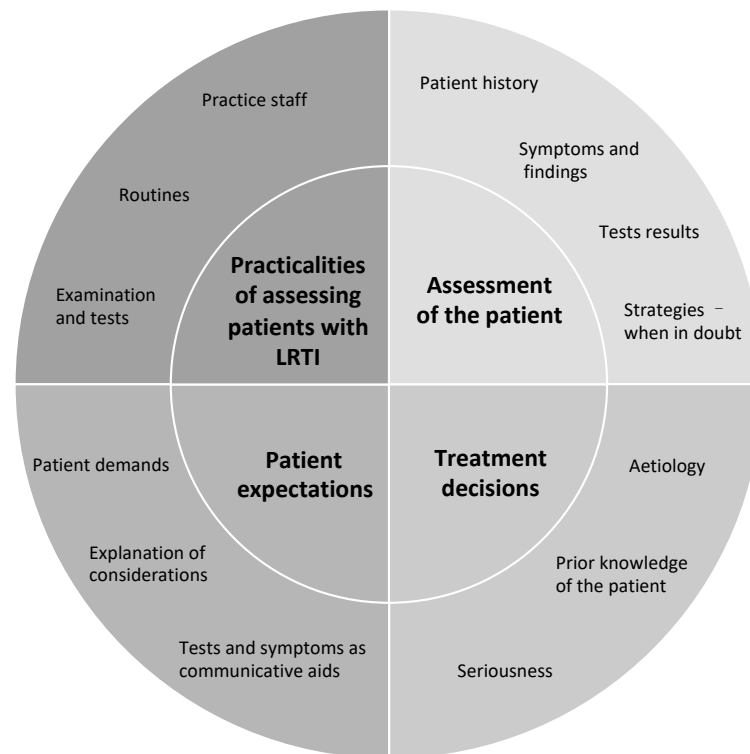 Practice staff
Routines
Examination
and tests
Practicalities
of assessing
patients with
LRTI
Patient history
Symptoms and
findings
Tests results
Strategies –
when in doubt
Assessment
of the patient
Patient demands
Explanation of
considerations
Tests and symptoms as
communicative aids
Patient
expectations
Treatment
decisions
Aetiology
Prior knowledge
of the patient
Seriousness